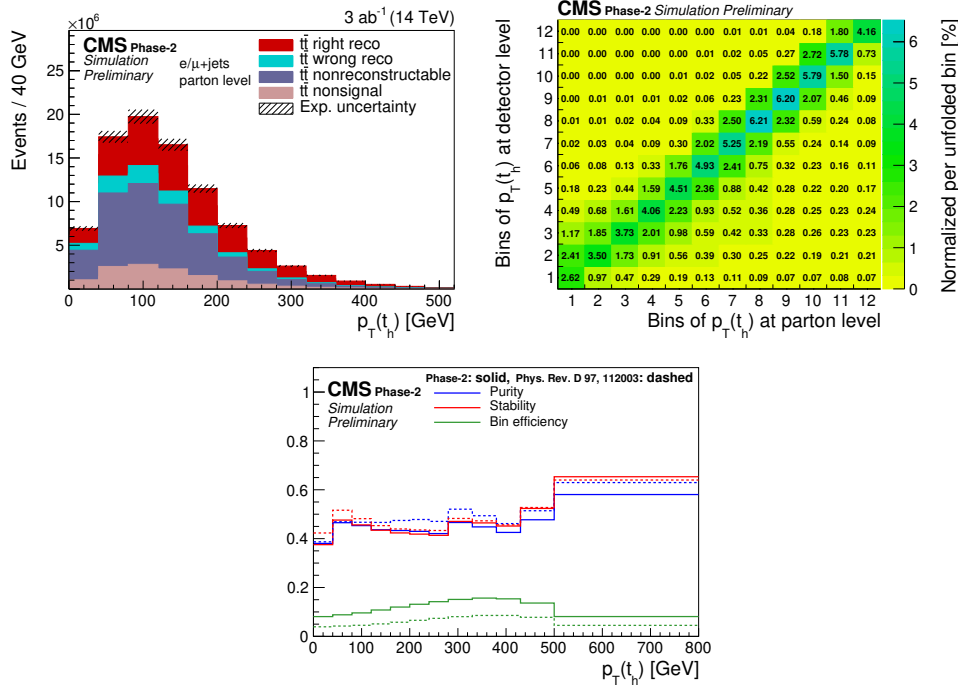 3 ab⁻¹ (14 TeV)
×10⁶
CMS Phase-2
Simulation
Preliminary
e/μ+jets
parton level
tt̄ right reco
tt̄ wrong reco
tt̄ nonreconstructable
tt̄ nonsignal
Exp. uncertainty
Events / 40 GeV
25
20
15
10
5
0 100 200 300 400 500
p_T(t_h) [GeV]
CMS Phase-2 Simulation Preliminary
Bins of p_T(t_h) at detector level
12 0.00 0.00 0.00 0.00 0.00 0.00 0.01 0.01 0.04 0.18 1.80 4.16
11 0.00 0.00 0.00 0.00 0.00 0.01 0.02 0.05 0.27 2.72 5.78 0.73
10 0.00 0.00 0.00 0.00 2.52 5.79 1.50 0.15
9 0.00 0.01 0.01 0.01 0.02 0.06 0.23 2.31 6.20 2.07 0.46 0.09
8 0.01 0.01 0.02 0.04 0.08 0.33 2.50 6.21 2.32 0.59 0.24 0.08
7 0.02 0.03 0.04 0.09 0.30 2.02 5.25 2.19 0.55 0.24 0.14 0.09
6 0.06 0.08 0.13 0.33 1.76 4.93 2.41 0.75 0.32 0.16 0.16 0.11
5 0.18 0.23 0.44 1.59 4.51 2.36 0.88 0.42 0.28 0.22 0.20 0.17
4 0.49 0.68 1.61 4.06 2.23 0.93 0.52 0.36 0.28 0.25 0.23 0.24
3 1.17 1.85 3.73 2.01 0.98 0.59 0.42 0.32 0.26 0.23 0.23 0.23
2 2.41 3.50 1.73 0.91 0.56 0.39 0.30 0.25 0.22 0.19 0.21 0.21
1 2.62 0.97 0.47 0.29 0.19 0.13 0.11 0.09 0.07 0.07 0.08 0.07
1 2 3 4 5 6 7 8 9 10 11 12
Bins of p_T(t_h) at parton level
6
5
4
3
2
1
0
Normalized per unfolded bin [%]
Phase-2: solid, Phys. Rev. D 97, 112003: dashed
CMS Phase-2
Simulation
Preliminary
Purity
Stability
Bin efficiency
1
0.8
0.6
0.4
0.2
0
0 100 200 300 400 500 600 700 800
p_T(t_h) [GeV]